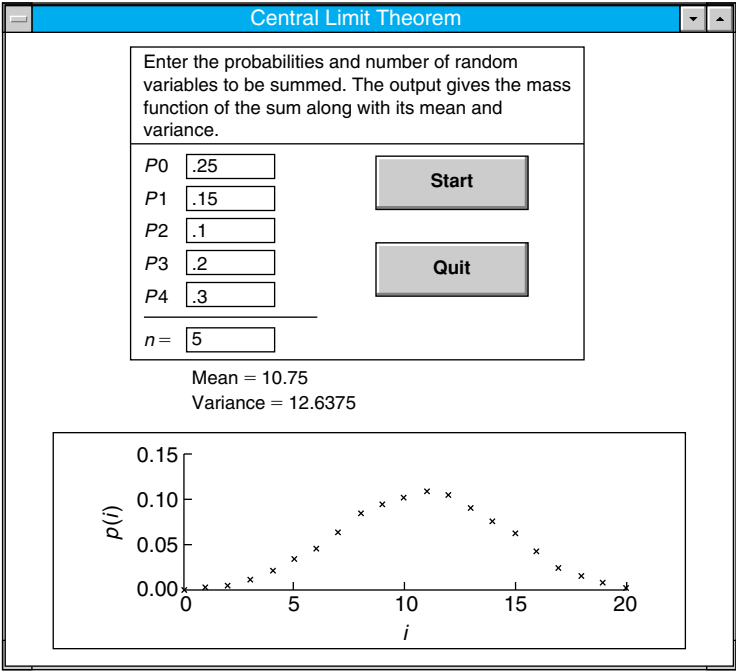 Central Limit Theorem
Enter the probabilities and number of random
variables to be summed. The output gives the mass
function of the sum along with its mean and
variance.
P0 .25
P1 .15
P2 .1
P3 .2
P4 .3
n = 5
Start
Quit
Mean = 10.75
Variance = 12.6375
0.15
0.10
0.05
0.00
p(i)
0 5 10 15 20
i